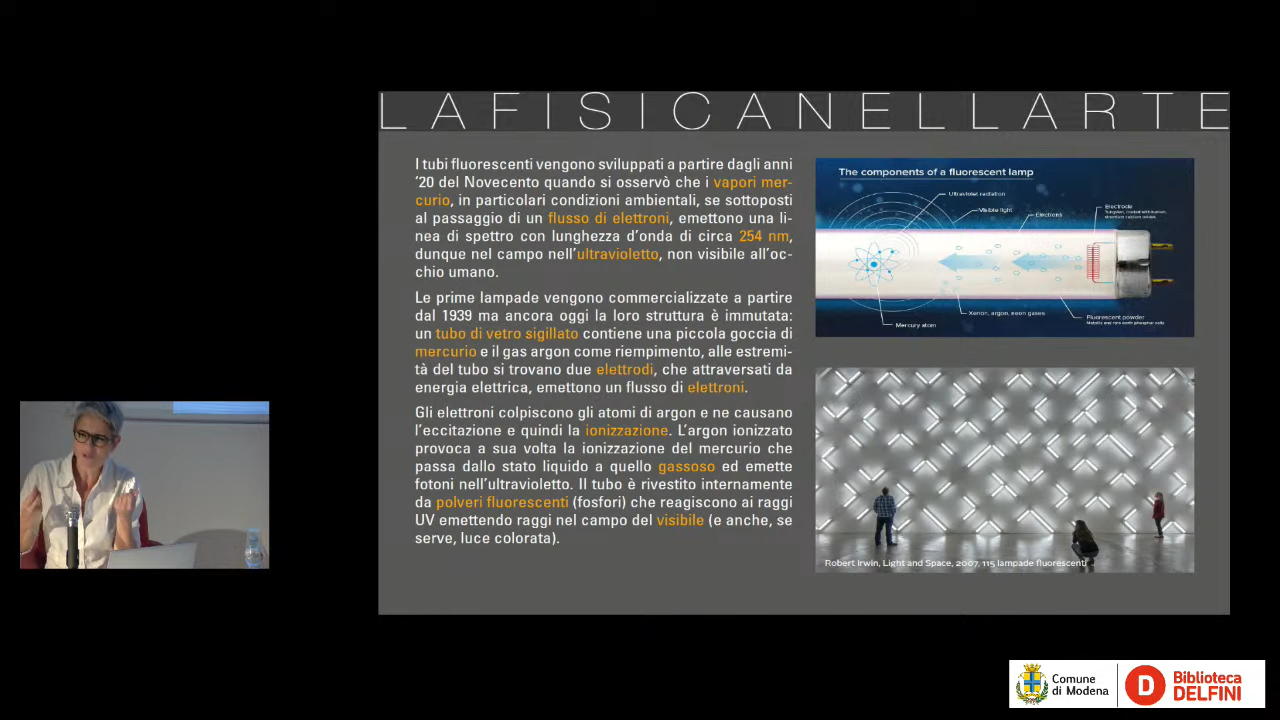 LAFISICANELLARTE
I tubi fluorescenti vengono sviluppati a partire dagli anni
'20 del Novecento quando si osservò che i vapori mer-
curio, in particolari condizioni ambientali, se sottoposti
al passaggio di un flusso di elettroni, emettono una li-
nea di spettro con lunghezza d'onda di circa 254 nm,
dunque nel campo nell'ultravioletto, non visibile all'oc-
chio umano.
Le prime lampade vengono commercializzate a partire
dal 1939 ma ancora oggi la loro struttura è immutata:
un tubo di vetro sigillato contiene una piccola goccia di
mercurio e il gas argon come riempimento, alle estremi-
tà del tubo si trovano due elettrodi, che attraversati da
energia elettrica, emettono un flusso di elettroni.
Gli elettroni colpiscono gli atomi di argon e ne causano
l'eccitazione e quindi la ionizzazione. L'argon ionizzato
provoca a sua volta la ionizzazione del mercurio che
passa dallo stato liquido a quello gassoso ed emette
fotoni nell'ultravioletto. Il tubo è rivestito internamente
da polveri fluorescenti (fosfori) che reagiscono ai raggi
UV emettendo raggi nel campo del visibile (e anche, se
serve, luce colorata).
The components of a fluorescent lamp
Ultraviolet radiation
Visible light
Electrons
Electrode
Mercury atom
Xenon, argon, neon gases
Fluorescent powder
Metallic and rare earth phosphor salts
Robert Irwin, Light and Space, 2007, 115 lampade fluorescenti
Comune
di Modena
D
Biblioteca
DELFINI